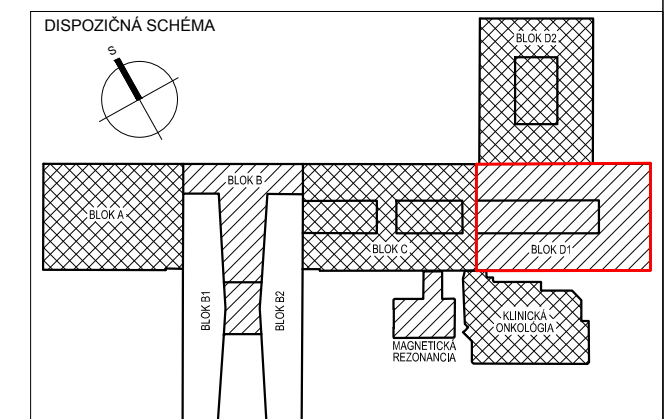 DISPOZIČNÁ SCHÉMA
S
BLOK D2
BLOK B
BLOK A
BLOK C
BLOK D1
BLOK B1
BLOK B2
KLINICKÁ
ONKOLÓGIA
MAGNETICKÁ
REZONANCIA